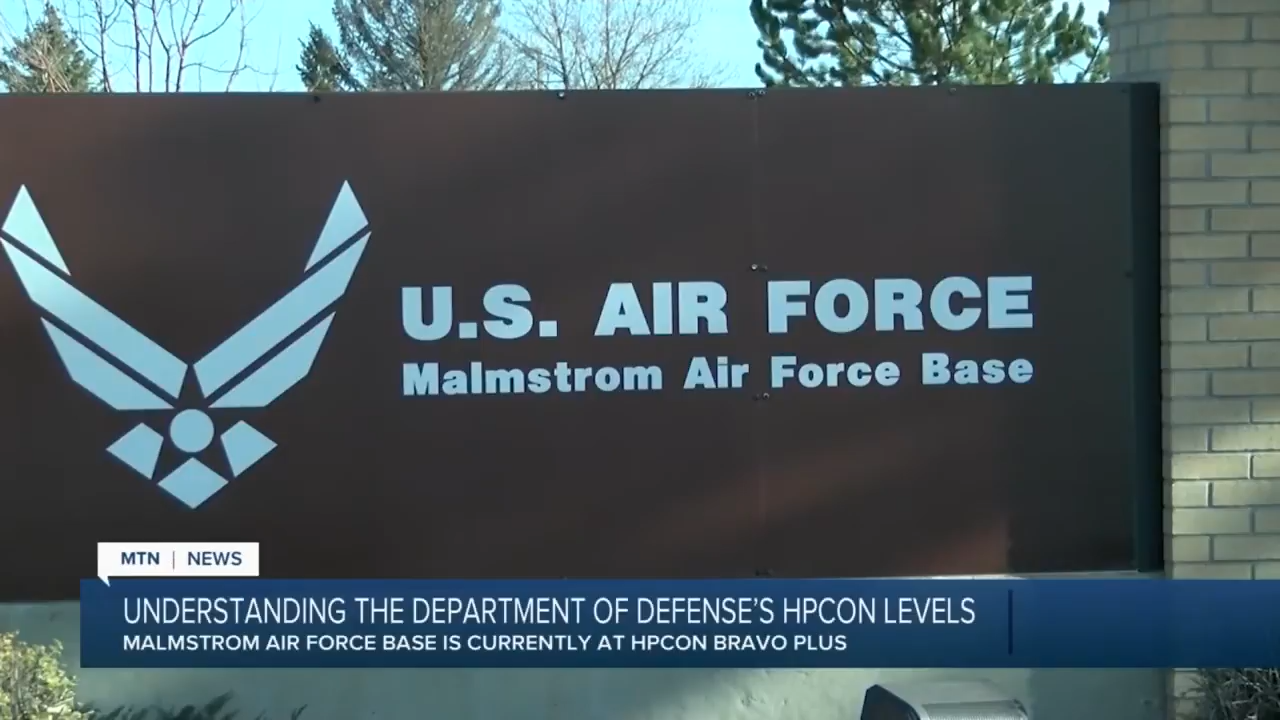 U.S. AIR FORCE
Malmstrom Air Force Base
MTN | NEWS
UNDERSTANDING THE DEPARTMENT OF DEFENSE'S HPCON LEVELS
MALMSTROM AIR FORCE BASE IS CURRENTLY AT HPCON BRAVO PLUS